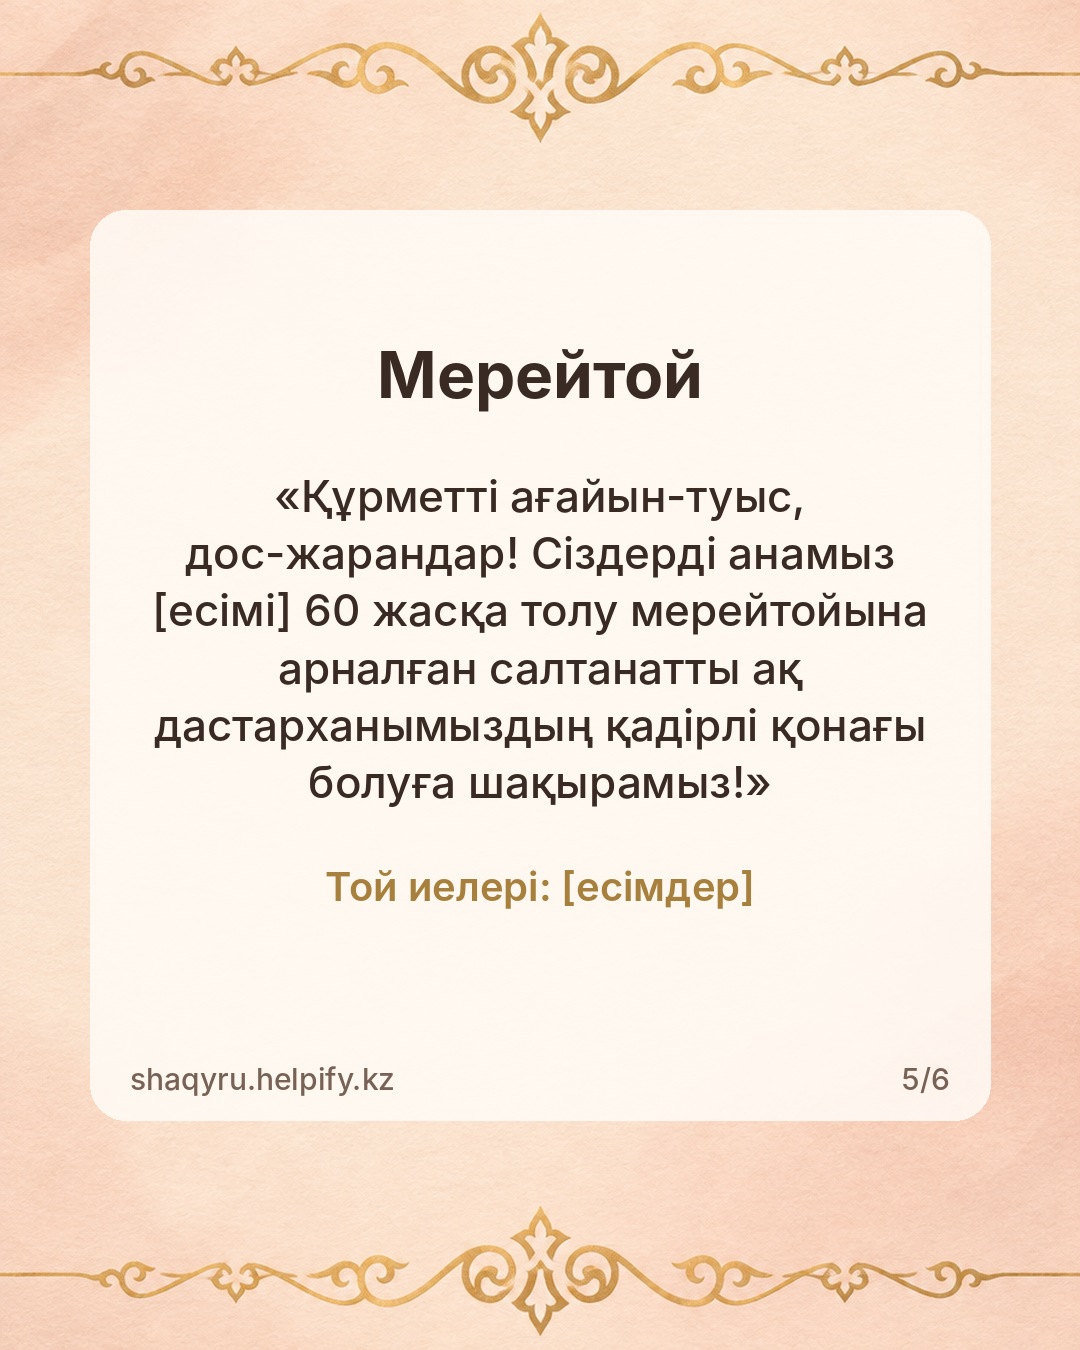 Мерейтой
«Құрметті ағайын-туыс,
дос-жарандар! Сіздерді анамыз
[есімі] 60 жасқа толу мерейтойына
арналған салтанатты ақ
дастарханымыздың қадірлі қонағы
болуға шақырамыз!»
Той иелері: [есімдер]
shaqyru.helpify.kz
5/6